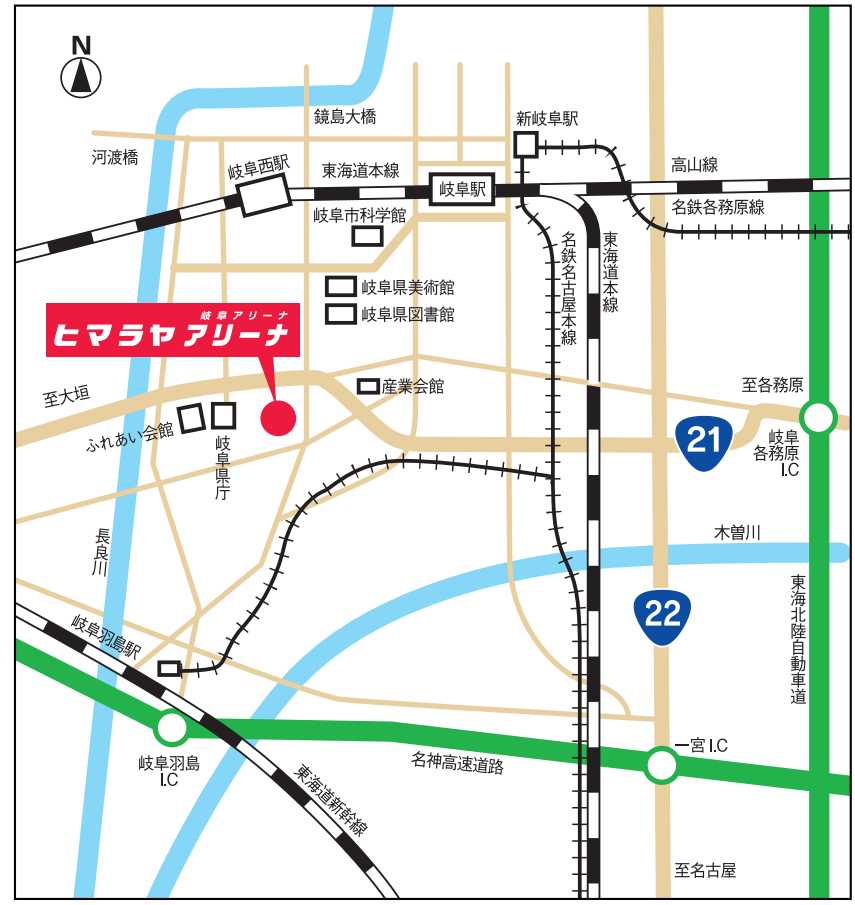 N
鏡島大橋
新岐阜駅
河渡橋
岐阜西駅
東海道本線
岐阜駅
高山線
名鉄各務原線
岐阜市科学館
名鉄名古屋本線
東海道本線
岐阜県美術館
岐阜県図書館
岐阜アリーナ
ヒマラヤ アリーナ
産業会館
至大垣
至各務原
ふれあい会館
岐阜県庁
21
岐阜
各務原
I.C
長良川
木曽川
東海北陸自動車道
22
岐阜羽島駅
岐阜羽島
I.C
名神高速道路
一宮 I.C
東海道新幹線
至名古屋